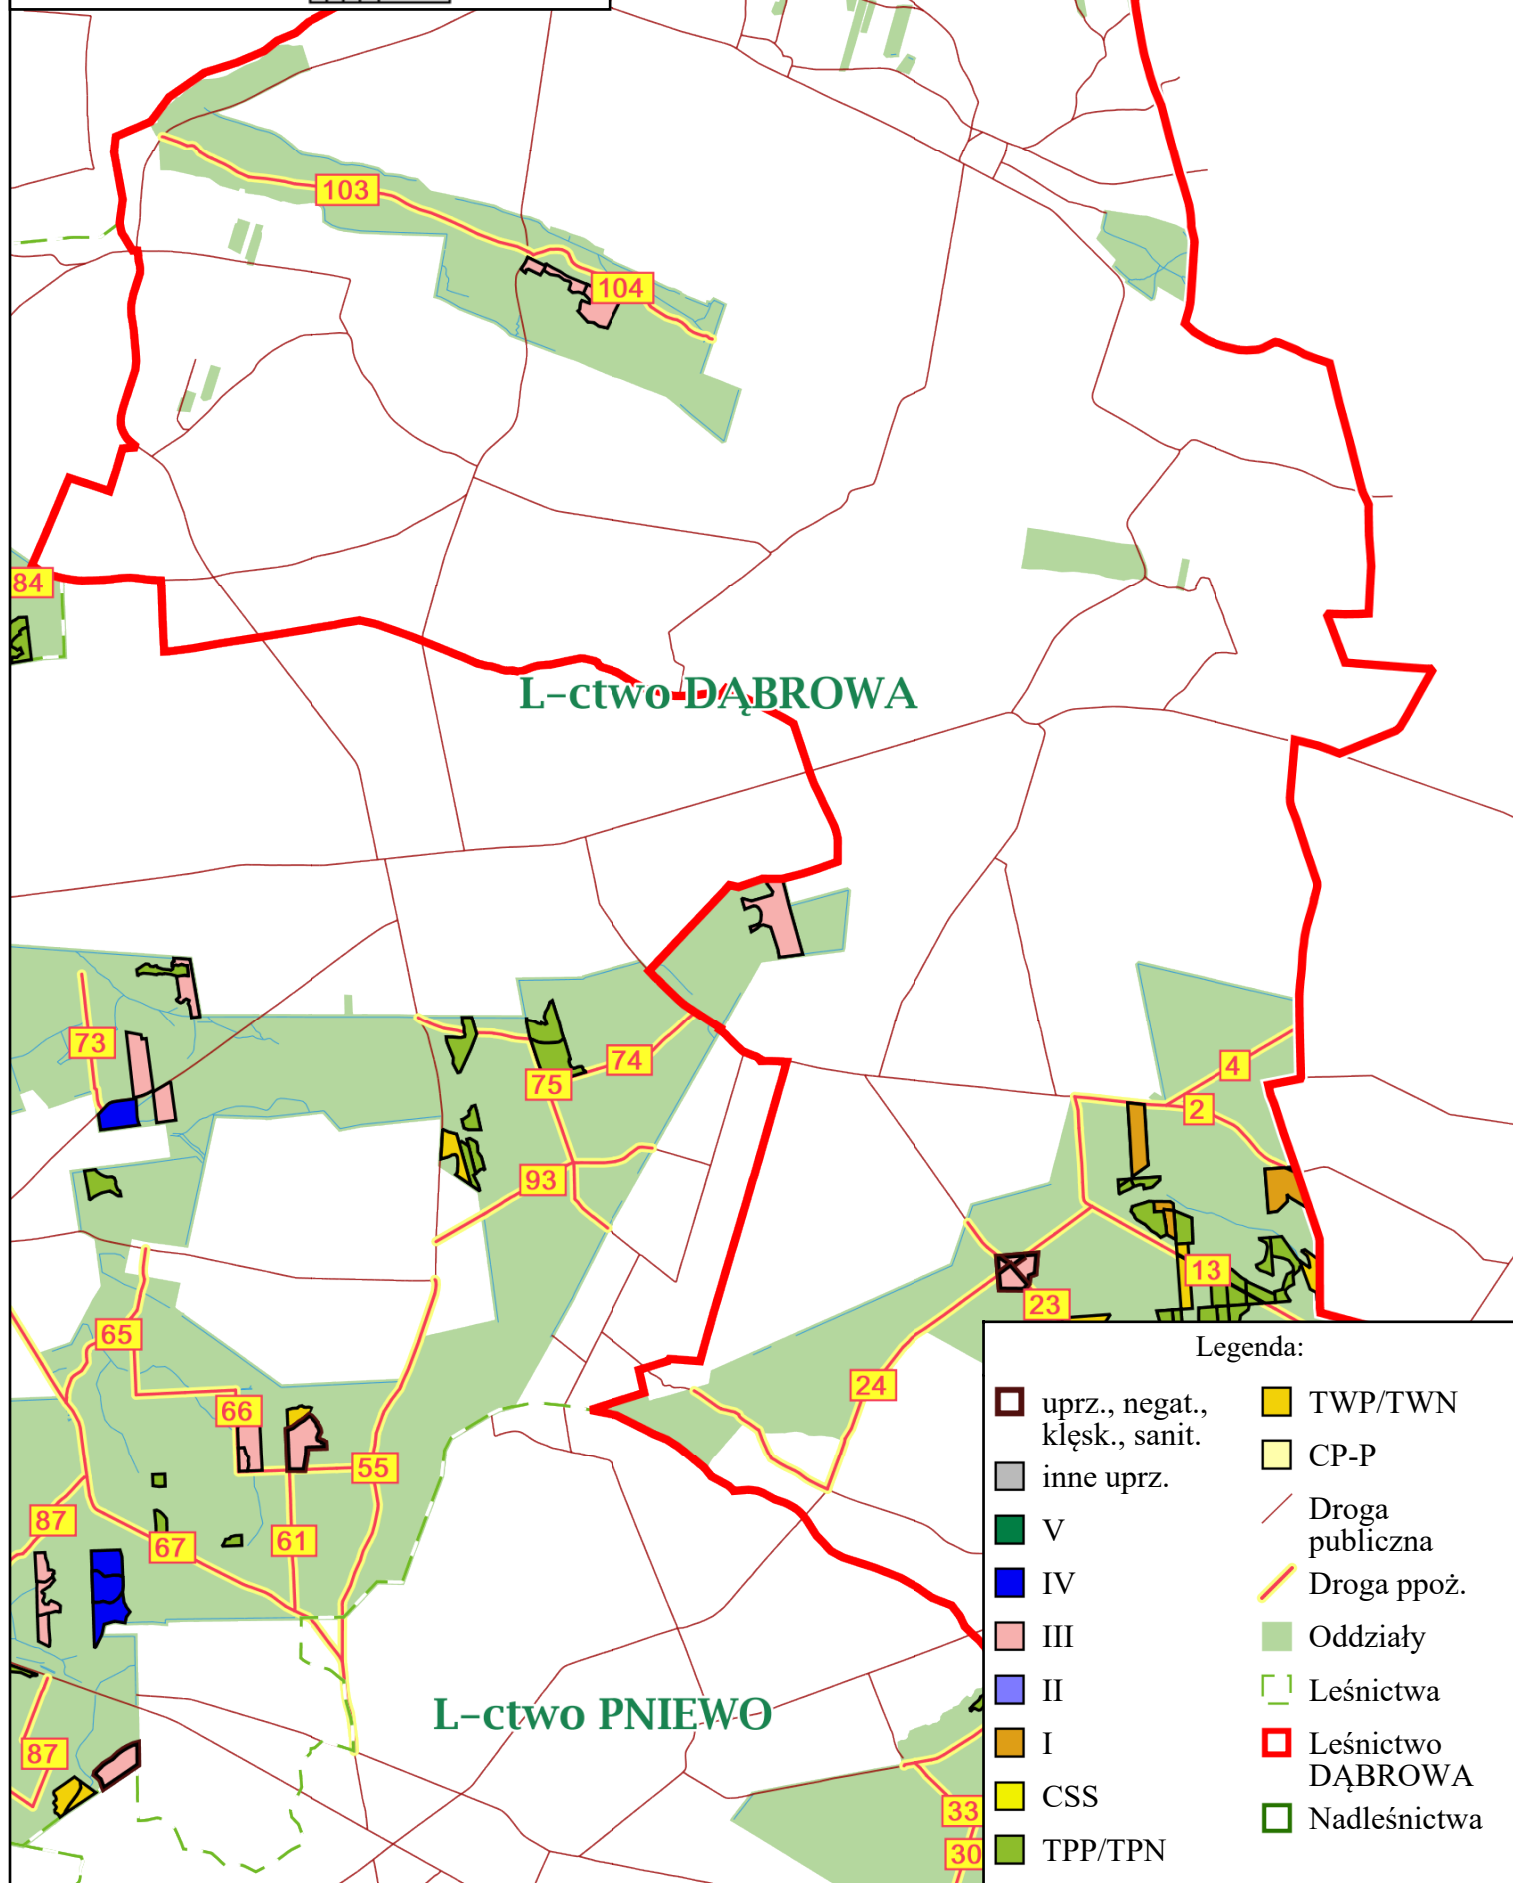 103
104
84
L-ctwo DĄBROWA
73
74
75
4
2
93
13
23
65
24
66
55
87
61
67
L-ctwo PNIEWO
87
33
30
Legenda:
uprz., negat.,
klęsk., sanit.
inne uprz.
V
IV
III
II
I
CSS
TPP/TPN
TWP/TWN
CP-P
Droga
publiczna
Droga ppoż.
Oddziały
Leśnictwa
Leśnictwo
DĄBROWA
Nadleśnictwa